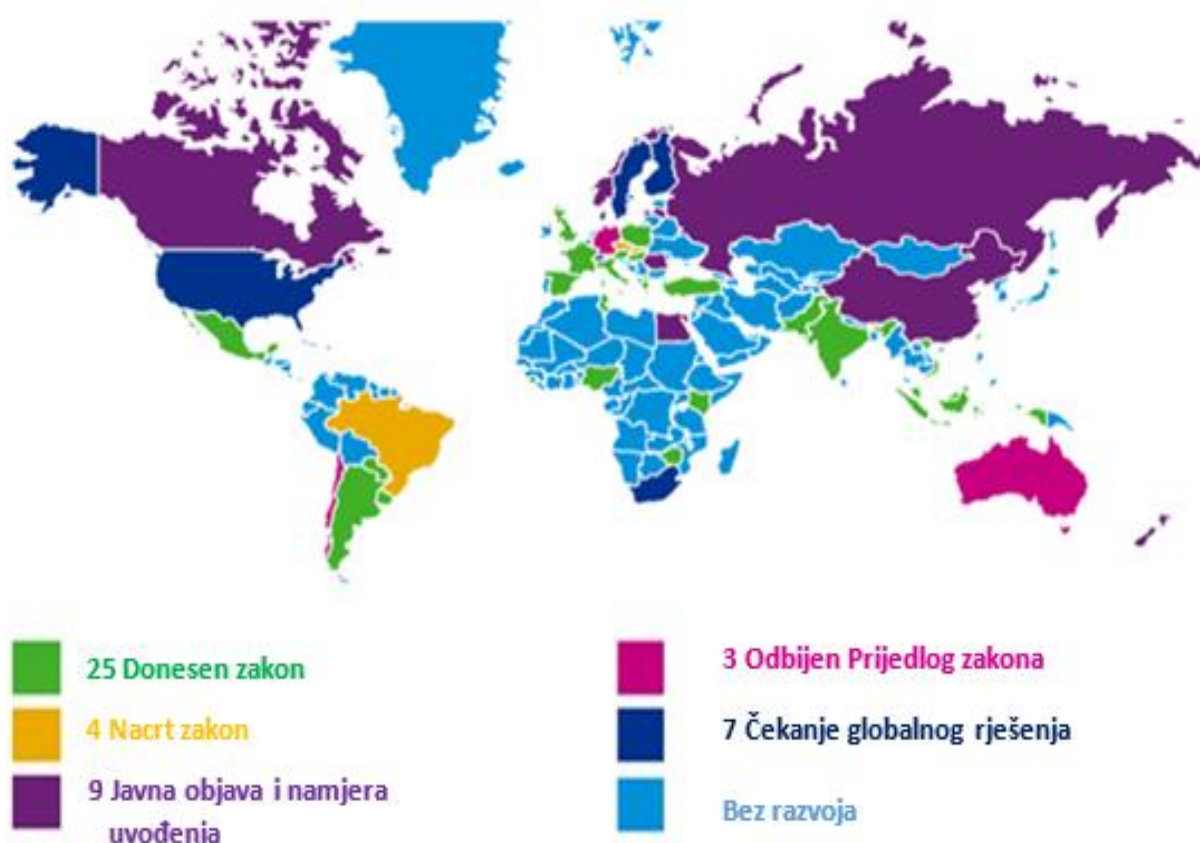 25 Donesen zakon
4 Nacrt zakon
9 Javna objava i namjera
uvođenja
3 Odbijen Prijedlog zakona
7 Čekanje globalnog rješenja
Bez razvoja